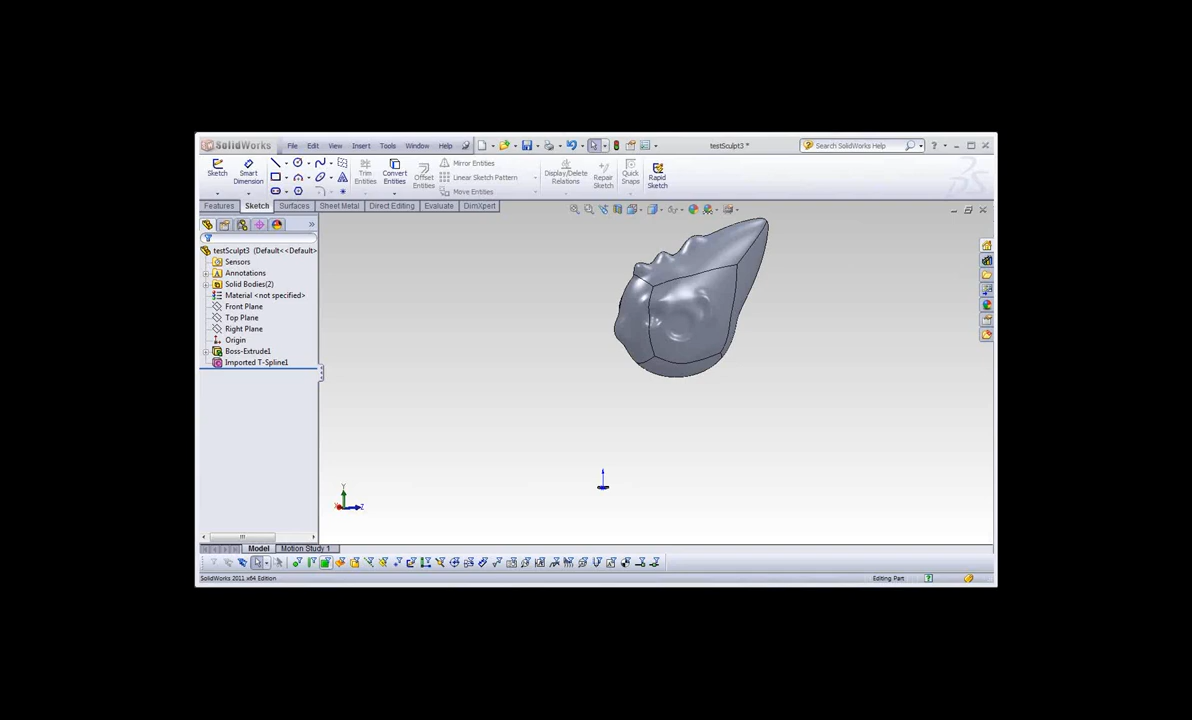 SolidWorks File Edit View Insert Tools Window Help testSculpt3 * Search SolidWorks Help
Sketch Smart Dimension Trim Entities Convert Entities Offset Entities Mirror Entities Linear Sketch Pattern Move Entities Display/Delete Relations Repair Sketch Quick Snaps Rapid Sketch
Features Sketch Surfaces Sheet Metal Direct Editing Evaluate DimXpert
testSculpt3 (Default<<Default>
Sensors
Annotations
Solid Bodies(2)
Material <not specified>
Front Plane
Top Plane
Right Plane
Origin
Boss-Extrude1
Imported T-Spline1
Y
X Z
Model Motion Study 1
SolidWorks 2011 x64 Edition Editing Part